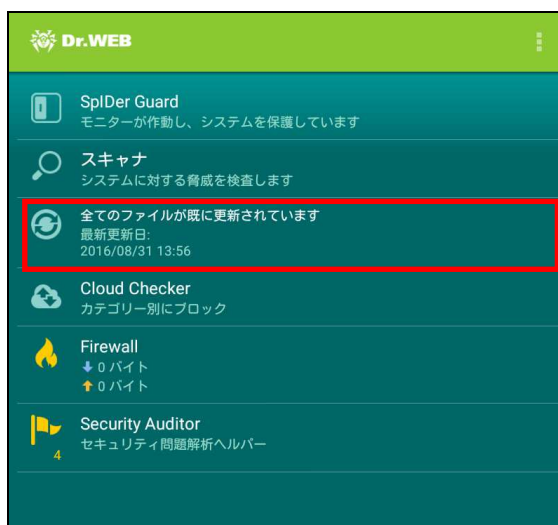 Dr.WEB
SpIDer Guard
モニターが作動し、システムを保護しています
スキャナ
システムに対する脅威を検査します
全てのファイルが既に更新されています
最新更新日:
2016/08/31 13:56
Cloud Checker
カテゴリー別にブロック
Firewall
0 バイト
0 バイト
Security Auditor
セキュリティ問題解析ヘルパー
4